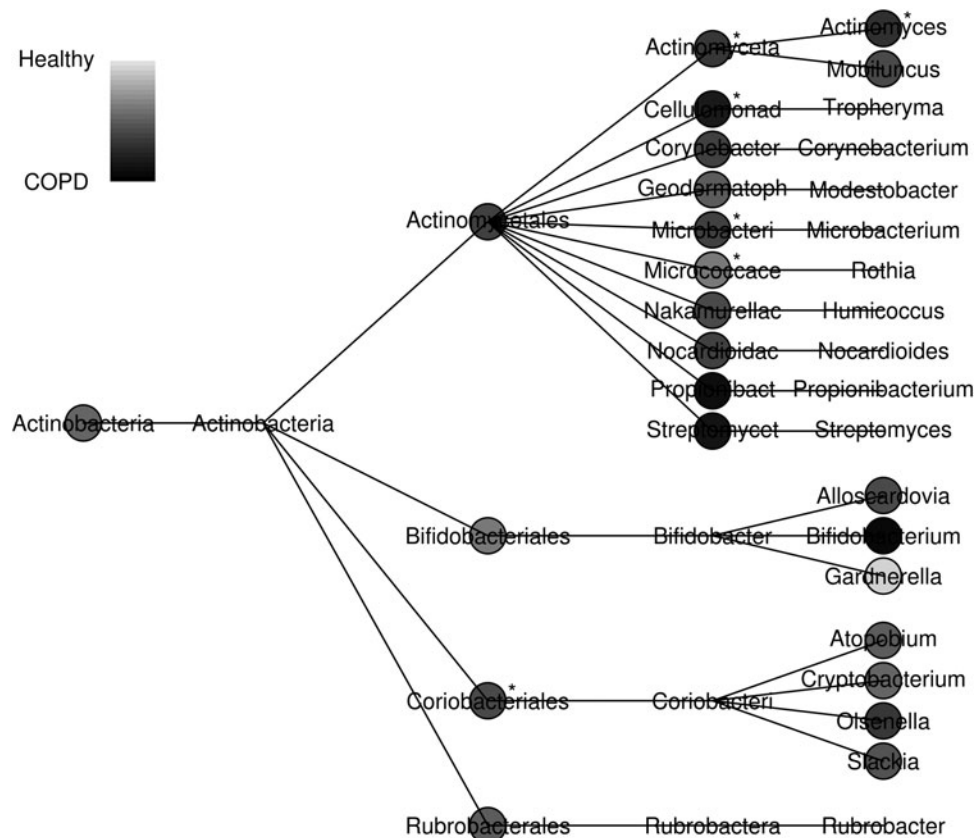 Healthy
COPD
Actinobacteria
Actinobacteria
Actinomycetales
Actinomyceta*
Actinomyces*
Mobiluncus
Cellulomonad*
Tropheryma
Corynebacter
Corynebacterium
Geodermatoph
Modestobacter
Microbacteri*
Microbacterium
Micrococcace*
Rothia
Nakamurellac
Humicoccus
Nocardioidac
Nocardioides
Propionibact
Propionibacterium
Streptomycet
Streptomyces
Bifidobacteriales
Bifidobacter
Alloscardovia
Bifidobacterium
Gardnerella
Coriobacteriales*
Coriobacteri
Atopobium
Cryptobacterium
Olsenella
Slackia
Rubrobacterales
Rubrobactera
Rubrobacter